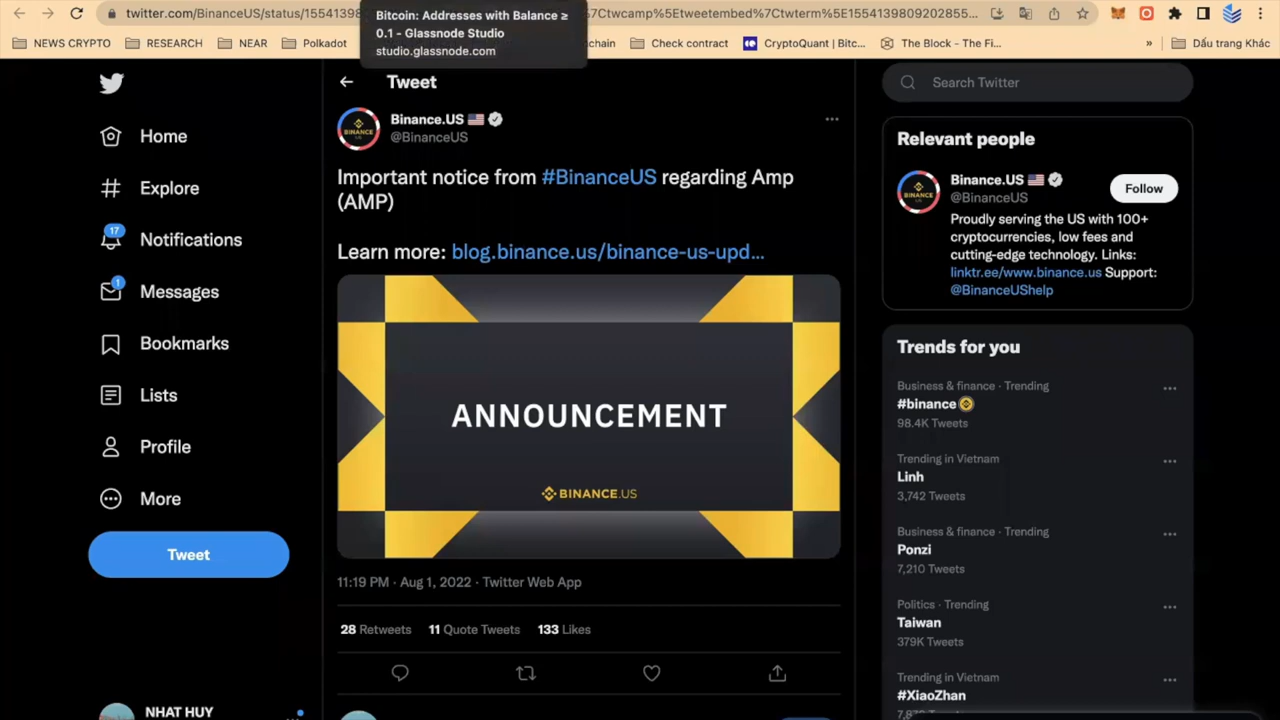 twitter.com/BinanceUS/status/15541398
7Ctwcamp%5Etweetembed%7Ctwterm%5E1554139809202855...
Bitcoin: Addresses with Balance ≥
0.1 - Glassnode Studio
studio.glassnode.com
NEWS CRYPTO
RESEARCH
NEAR
Polkadot
chain
Check contract
CryptoQuant | Bitc...
The Block - The Fi...
»
Dấu trang Khác
Tweet
Search Twitter
Home
Explore
17
Notifications
1
Messages
Bookmarks
Lists
Profile
More
Tweet
NHAT HUY
Binance.US
@BinanceUS
Important notice from #BinanceUS regarding Amp
(AMP)
Learn more: blog.binance.us/binance-us-upd...
BINANCE
US
ANNOUNCEMENT
BINANCE.US
11:19 PM · Aug 1, 2022 · Twitter Web App
28 Retweets 11 Quote Tweets 133 Likes
Relevant people
BINANCE
US
Binance.US
@BinanceUS
Follow
Proudly serving the US with 100+
cryptocurrencies, low fees and
cutting-edge technology. Links:
linktr.ee/www.binance.us Support:
@BinanceUShelp
Trends for you
Business & finance · Trending
#binance
98.4K Tweets
Trending in Vietnam
Linh
3,742 Tweets
Business & finance · Trending
Ponzi
7,210 Tweets
Politics · Trending
Taiwan
379K Tweets
Trending in Vietnam
#XiaoZhan